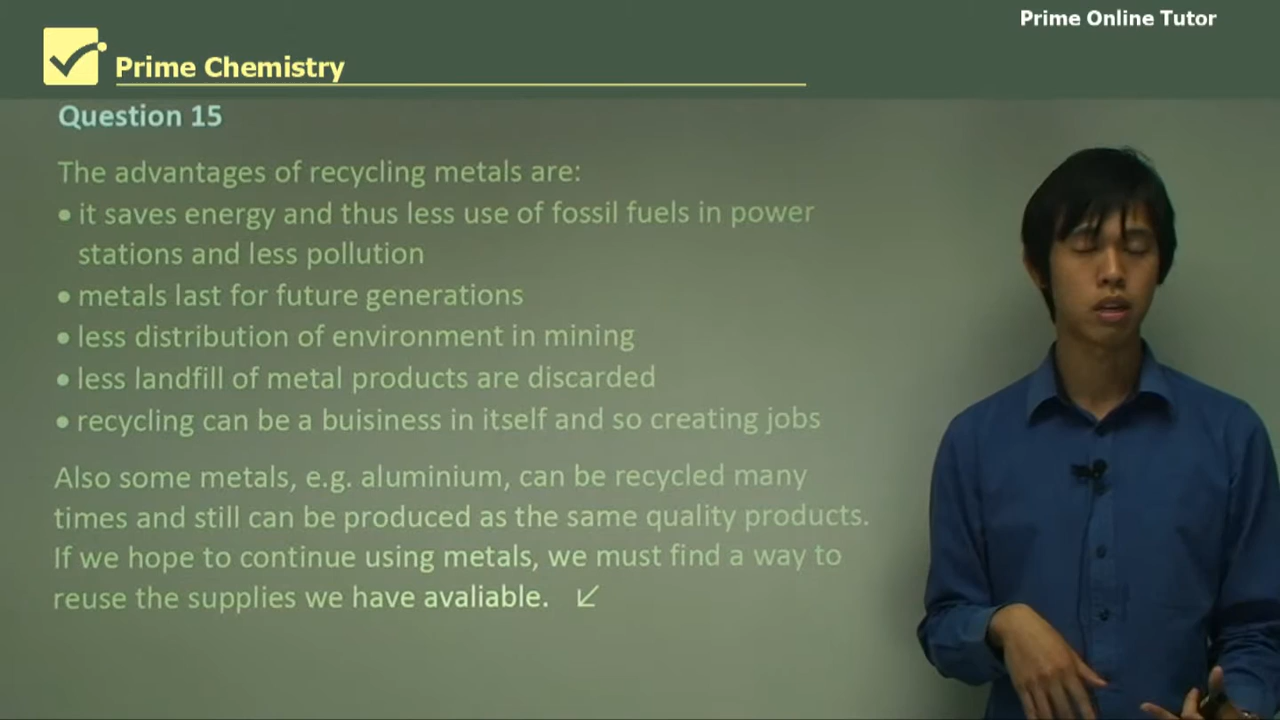 Prime Online Tutor
Prime Chemistry
Question 15
The advantages of recycling metals are:
• it saves energy and thus less use of fossil fuels in power
stations and less pollution
• metals last for future generations
• less distribution of environment in mining
• less landfill of metal products are discarded
• recycling can be a buisiness in itself and so creating jobs
Also some metals, e.g. aluminium, can be recycled many
times and still can be produced as the same quality products.
If we hope to continue using metals, we must find a way to
reuse the supplies we have avaliable.